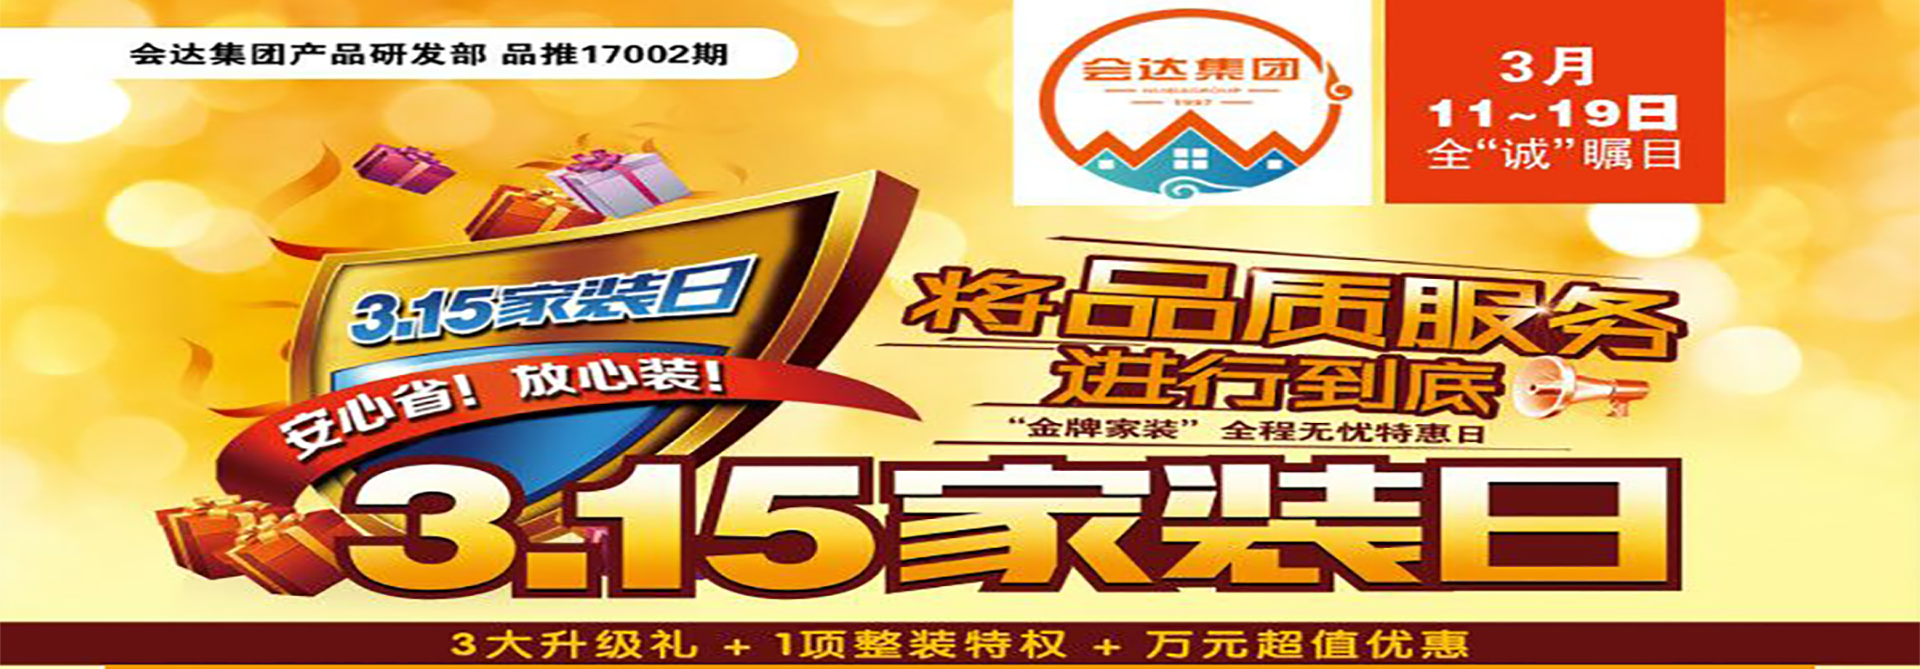 会达集团产品研发部 品推17002期
会达集团
1997
3月
11~19日
全“诚”瞩目
3.15家装日
安心省！放心装！
将品质服务
进行到底
“金牌家装” 全程无忧特惠日
3.15家装日
3大升级礼 + 1项整装特权 + 万元超值优惠